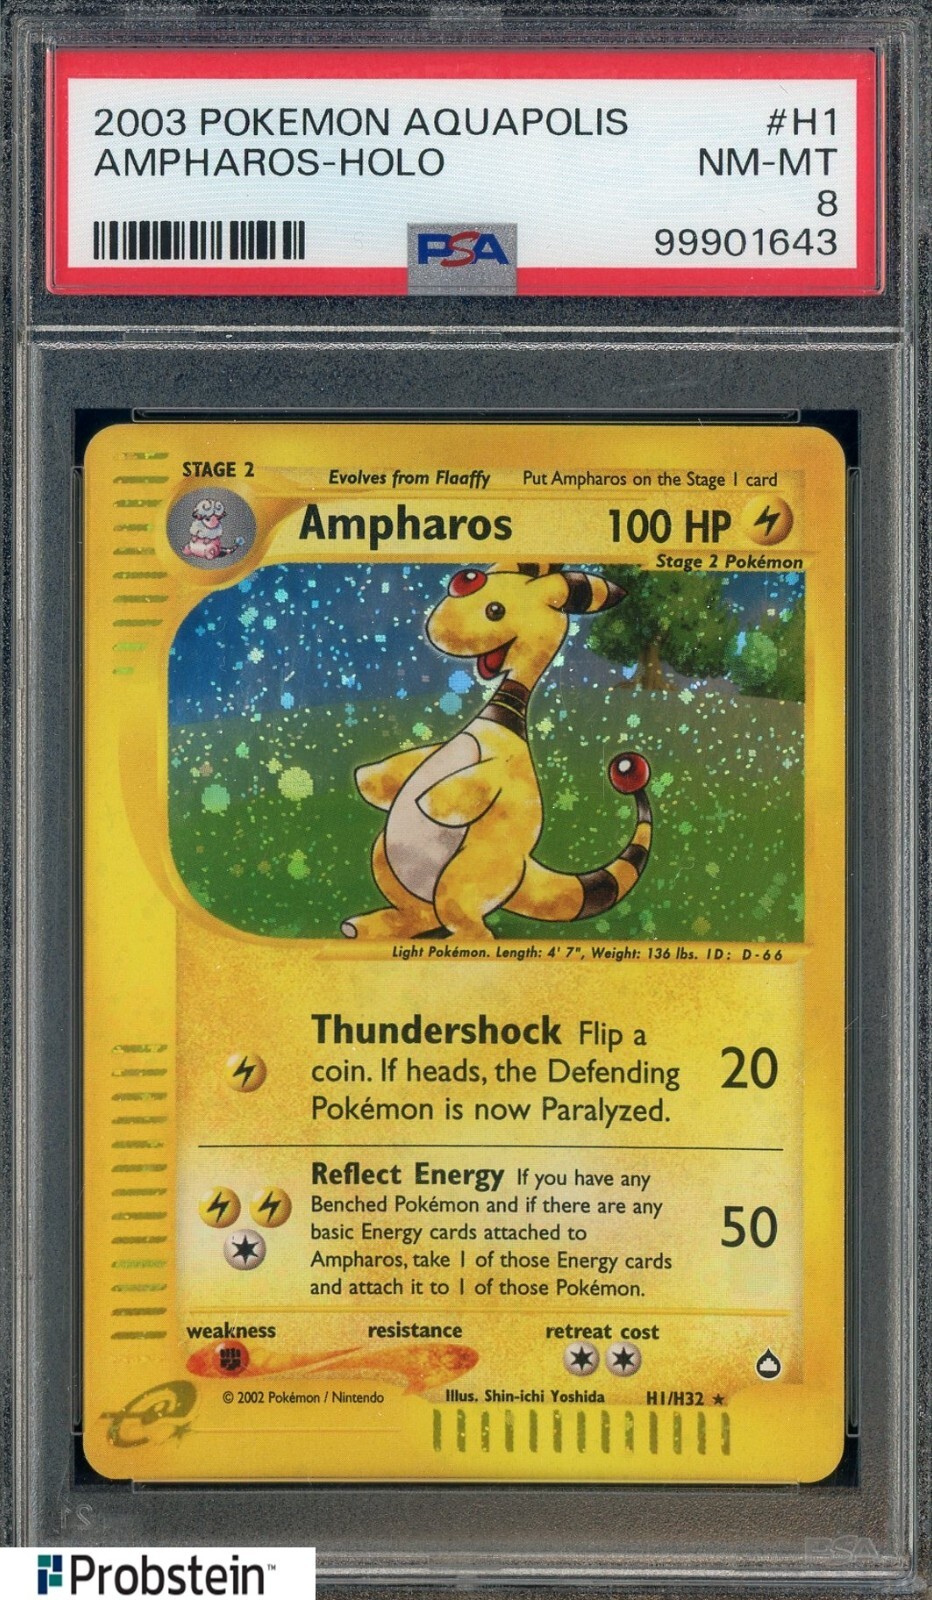 2003 POKEMON AQUAPOLIS #H1
AMPHAROS-HOLO NM-MT
8
PSA 99901643
STAGE 2 Evolves from Flaaffy Put Ampharos on the Stage 1 card
Ampharos 100 HP
Stage 2 Pokémon
Light Pokémon. Length: 4' 7", Weight: 136 lbs. ID: D-66
Thundershock Flip a
coin. If heads, the Defending 20
Pokémon is now Paralyzed.
Reflect Energy If you have any
Benched Pokémon and if there are any
basic Energy cards attached to 50
Ampharos, take 1 of those Energy cards
and attach it to 1 of those Pokémon.
weakness resistance retreat cost
© 2002 Pokémon / Nintendo Illus. Shin-ichi Yoshida H1/H32 ★
e
PSA
Probstein™